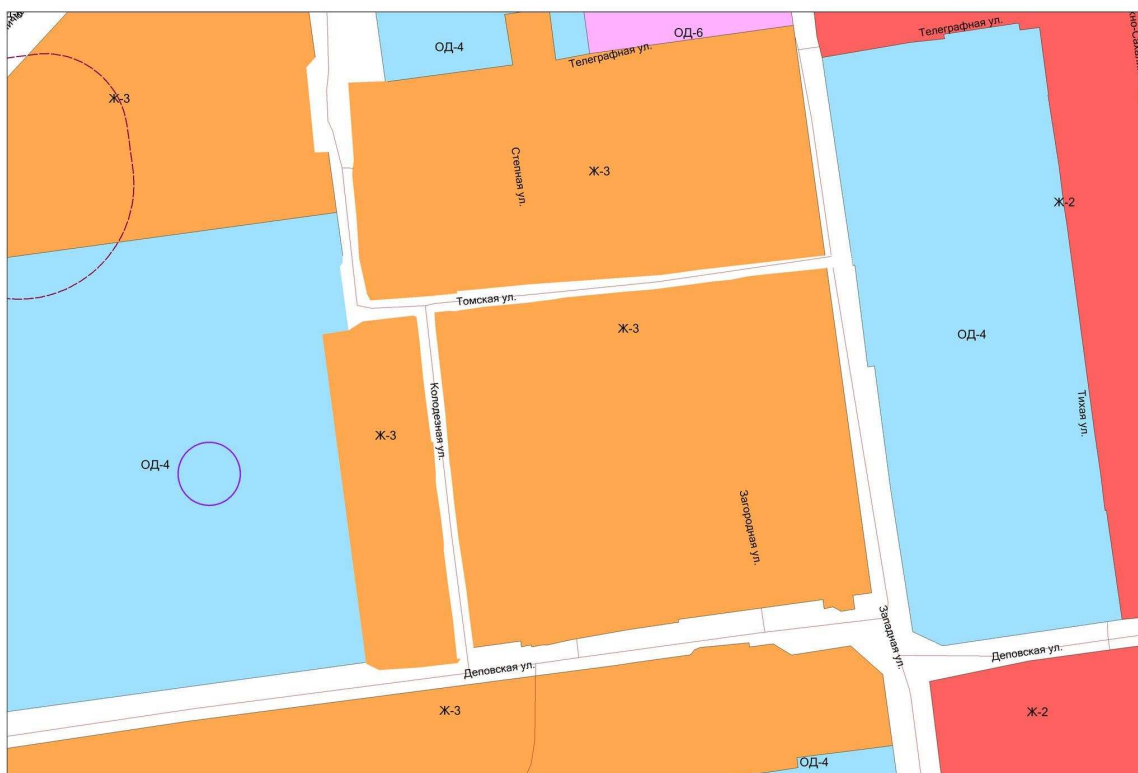 ОД-4
ОД-6
Телеграфная ул.
Телеграфная ул.
Ж-3
Степная ул.
Ж-3
Ж-2
Томская ул.
Ж-3
ОД-4
Колодезная ул.
Ж-3
Тихая ул.
ОД-4
Загородная ул.
Западная ул.
Деповская ул.
Деповская ул.
Ж-3
Ж-2
ОД-4